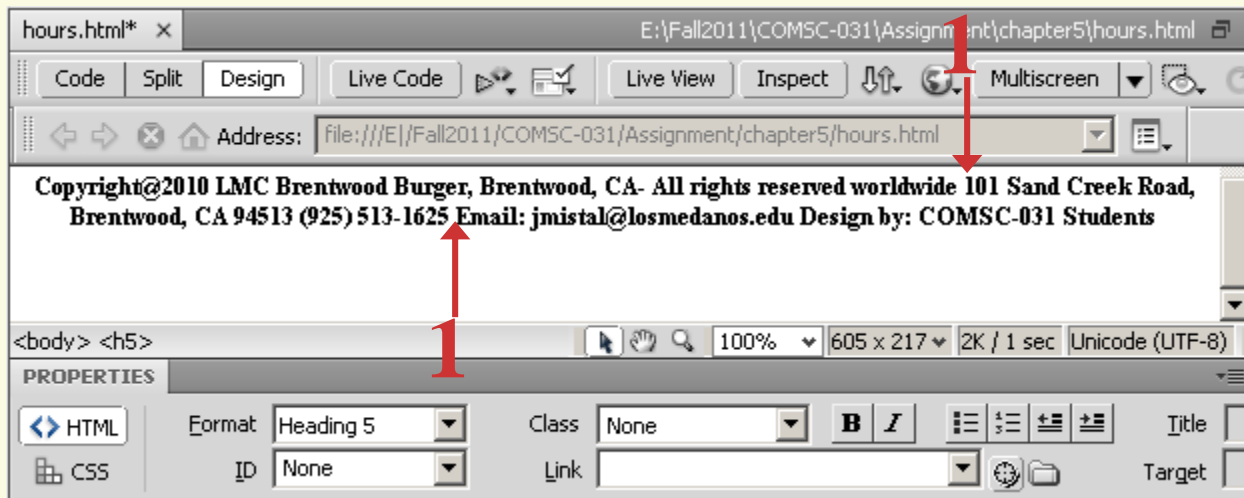 hours.html* × E:\Fall2011\COMSC-031\Assignment\chapter5\hours.html
1
Code Split Design Live Code Live View Inspect Multiscreen
Address: file:///E|/Fall2011/COMSC-031/Assignment/chapter5/hours.html
Copyright@2010 LMC Brentwood Burger, Brentwood, CA- All rights reserved worldwide 101 Sand Creek Road,
Brentwood, CA 94513 (925) 513-1625 Email: jmistal@losmedanos.edu Design by: COMSC-031 Students
1
<body> <h5> 100% 605 x 217 2K / 1 sec Unicode (UTF-8)
PROPERTIES
<> HTML Format Heading 5 Class None B I Title
CSS ID None Link Target